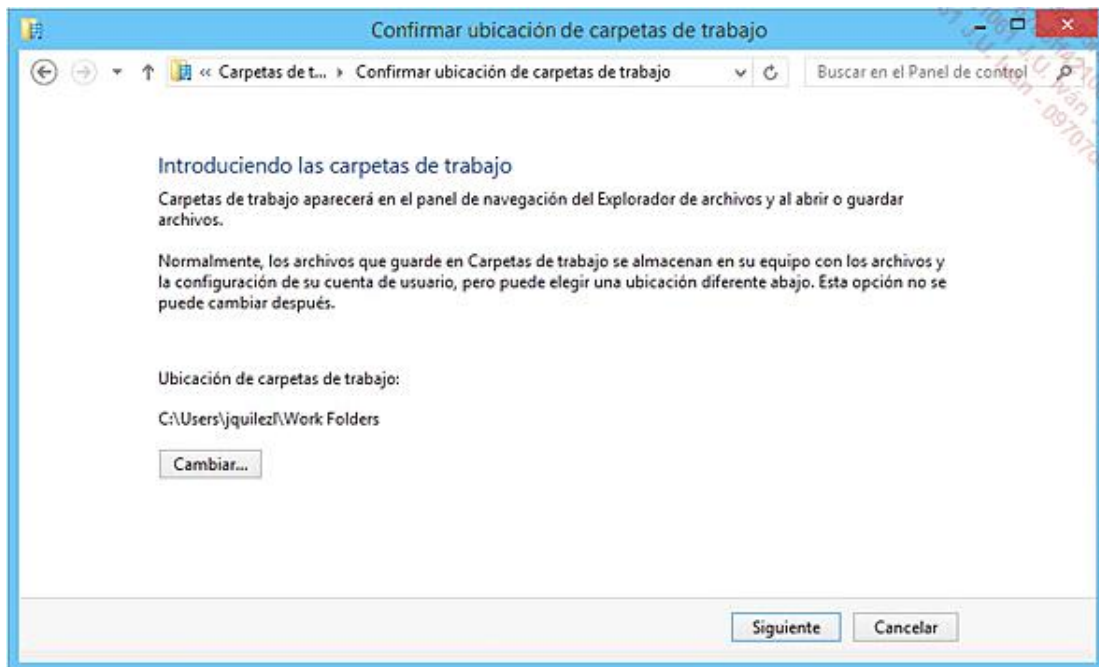 Confirmar ubicación de carpetas de trabajo
« Carpetas de t... Confirmar ubicación de carpetas de trabajo
Buscar en el Panel de control
Introduciendo las carpetas de trabajo
Carpetas de trabajo aparecerá en el panel de navegación del Explorador de archivos y al abrir o guardar
archivos.
Normalmente, los archivos que guarde en Carpetas de trabajo se almacenan en su equipo con los archivos y
la configuración de su cuenta de usuario, pero puede elegir una ubicación diferente abajo. Esta opción no se
puede cambiar después.
Ubicación de carpetas de trabajo:
C:\Users\jquilezl\Work Folders
Cambiar...
Siguiente
Cancelar